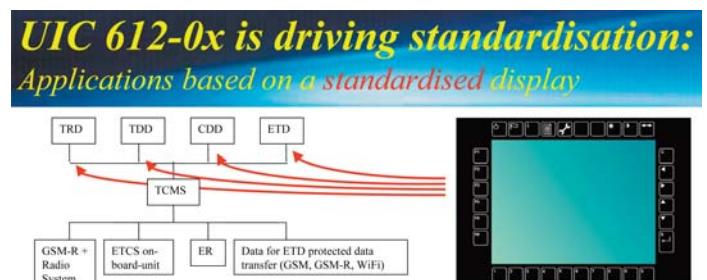 UIC 612-0x is driving standardisation:
Applications based on a standardised display
TRD
TDD
CDD
ETD
TCMS
GSM-R +
Radio
System
ETCS on-
board-unit
ER
Data for ETD protected data
transfer (GSM, GSM-R, WiFi)